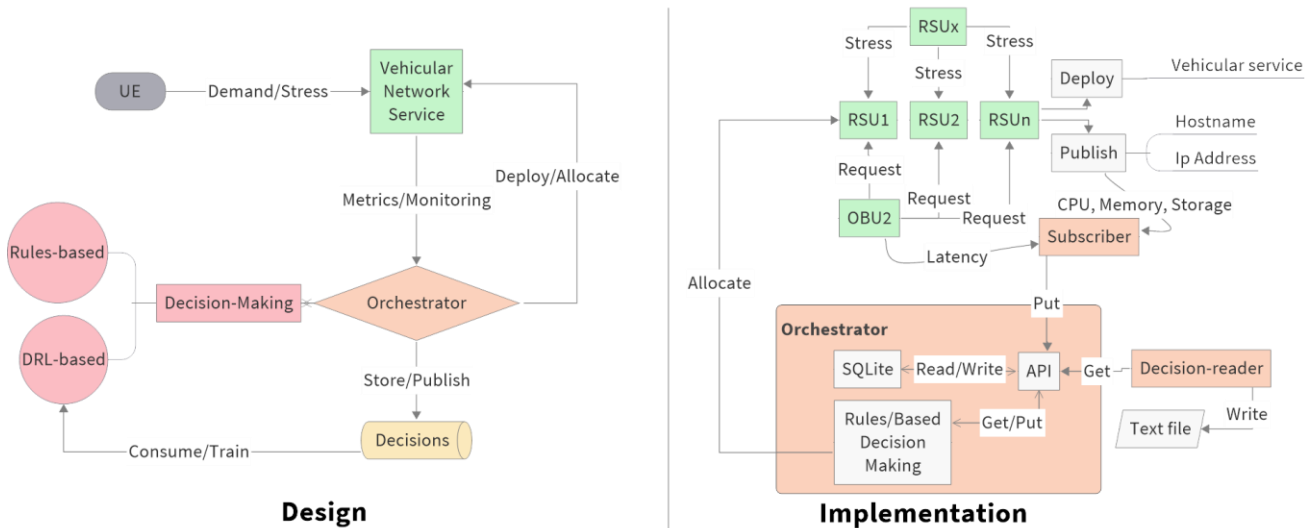 UE
Demand/Stress
Vehicular
Network
Service
Deploy/Allocate
Metrics/Monitoring
Rules-based
Decision-Making
Orchestrator
DRL-based
Store/Publish
Consume/Train
Decisions
Design
RSUx
Stress
Stress
Stress
Deploy
Vehicular service
RSU1
RSU2
RSUn
Hostname
Publish
Ip Address
Request
Request
Request
CPU, Memory, Storage
OBU2
Subscriber
Latency
Allocate
Put
Orchestrator
SQLite
Read/Write
API
Get
Decision-reader
Rules/Based
Decision
Making
Get/Put
Write
Text file
Implementation